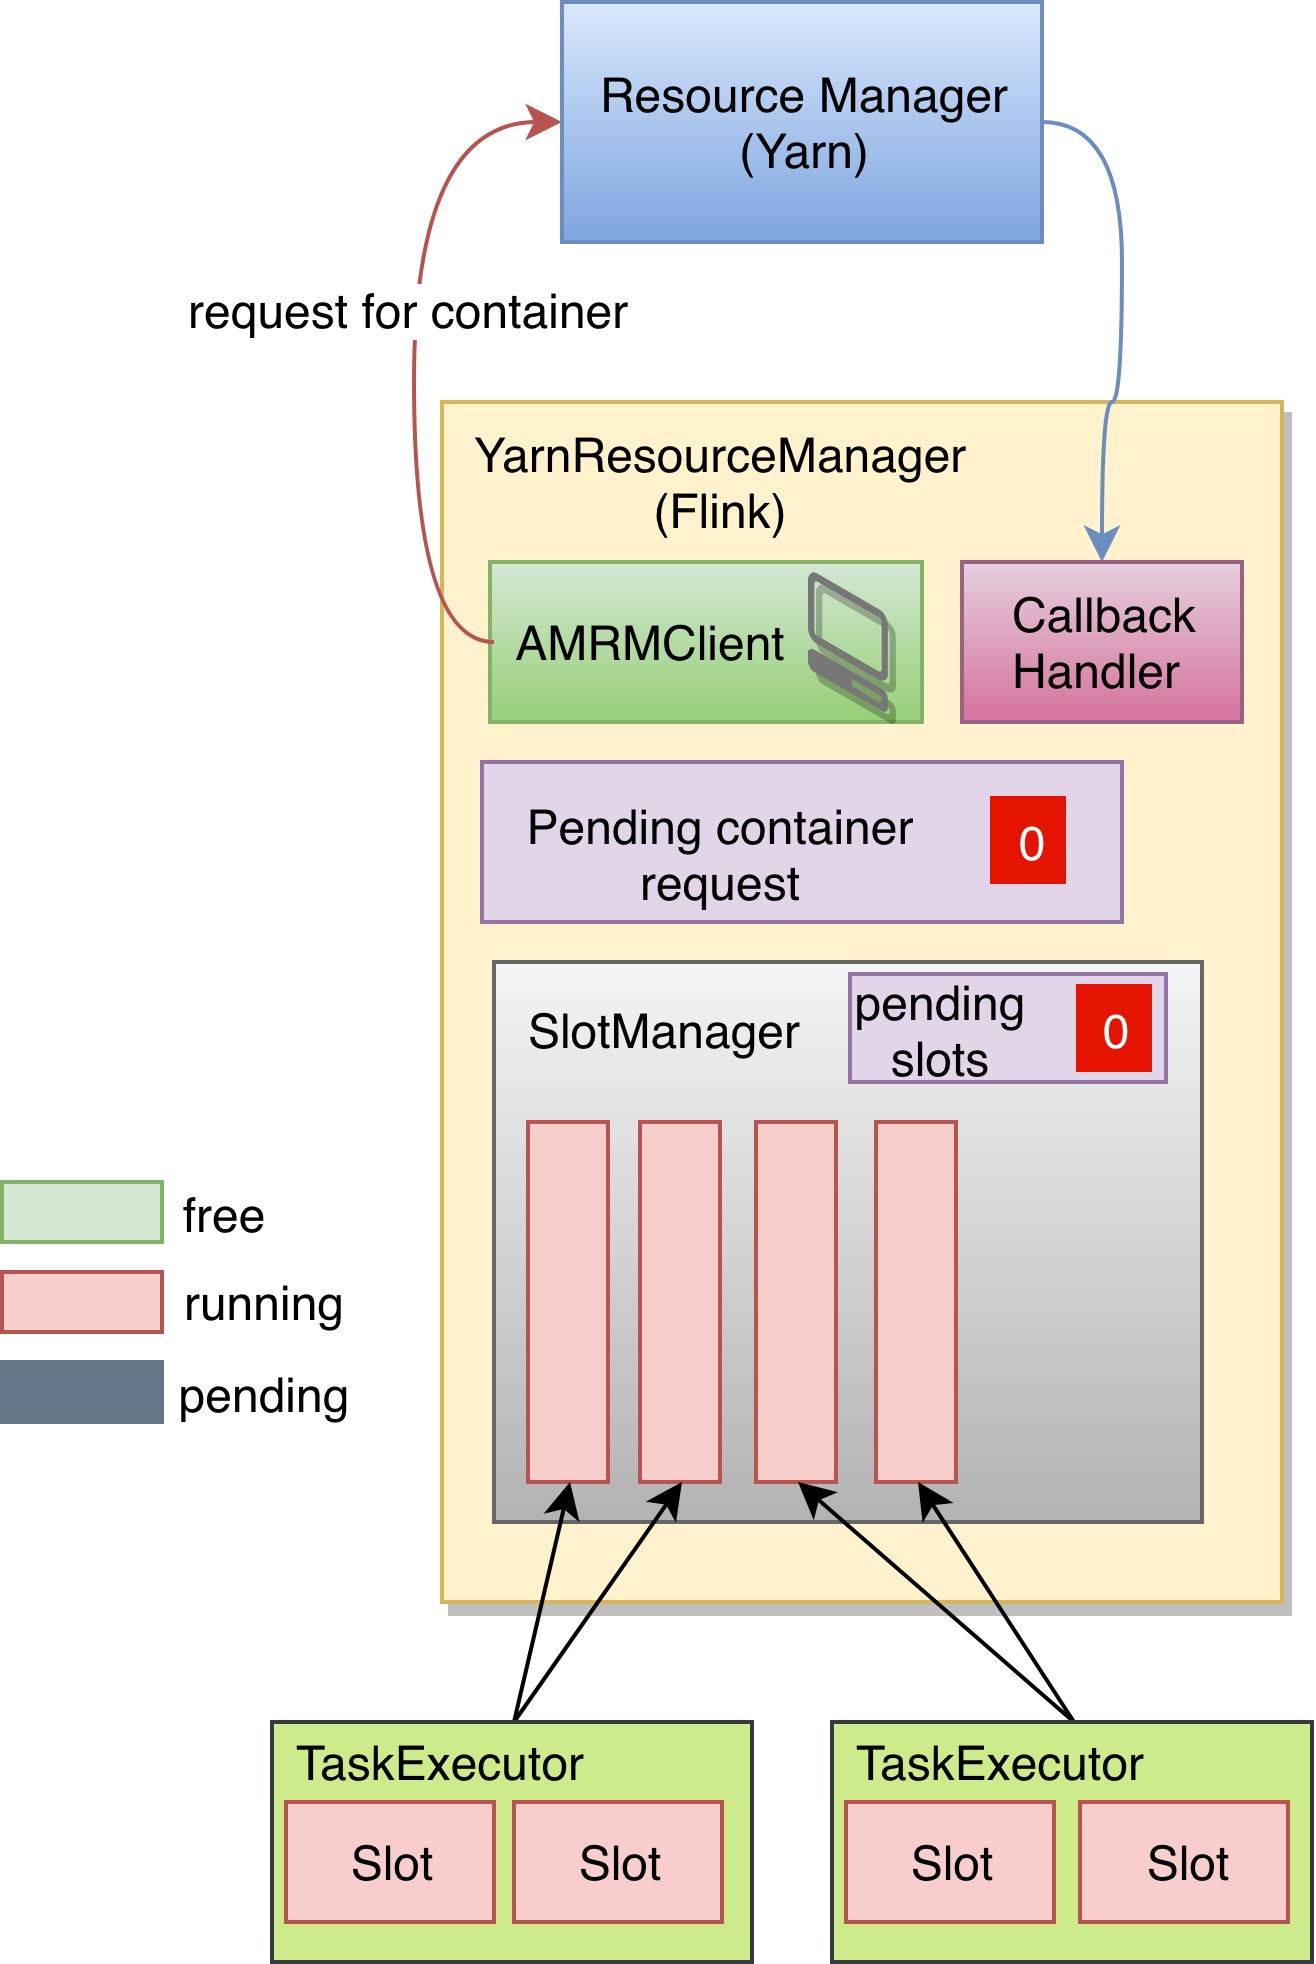 Resource Manager
(Yarn)
request for container
YarnResourceManager
(Flink)
AMRMClient
Callback
Handler
Pending container
request
0
SlotManager
pending
slots
0
free
running
pending
TaskExecutor
Slot
Slot
TaskExecutor
Slot
Slot